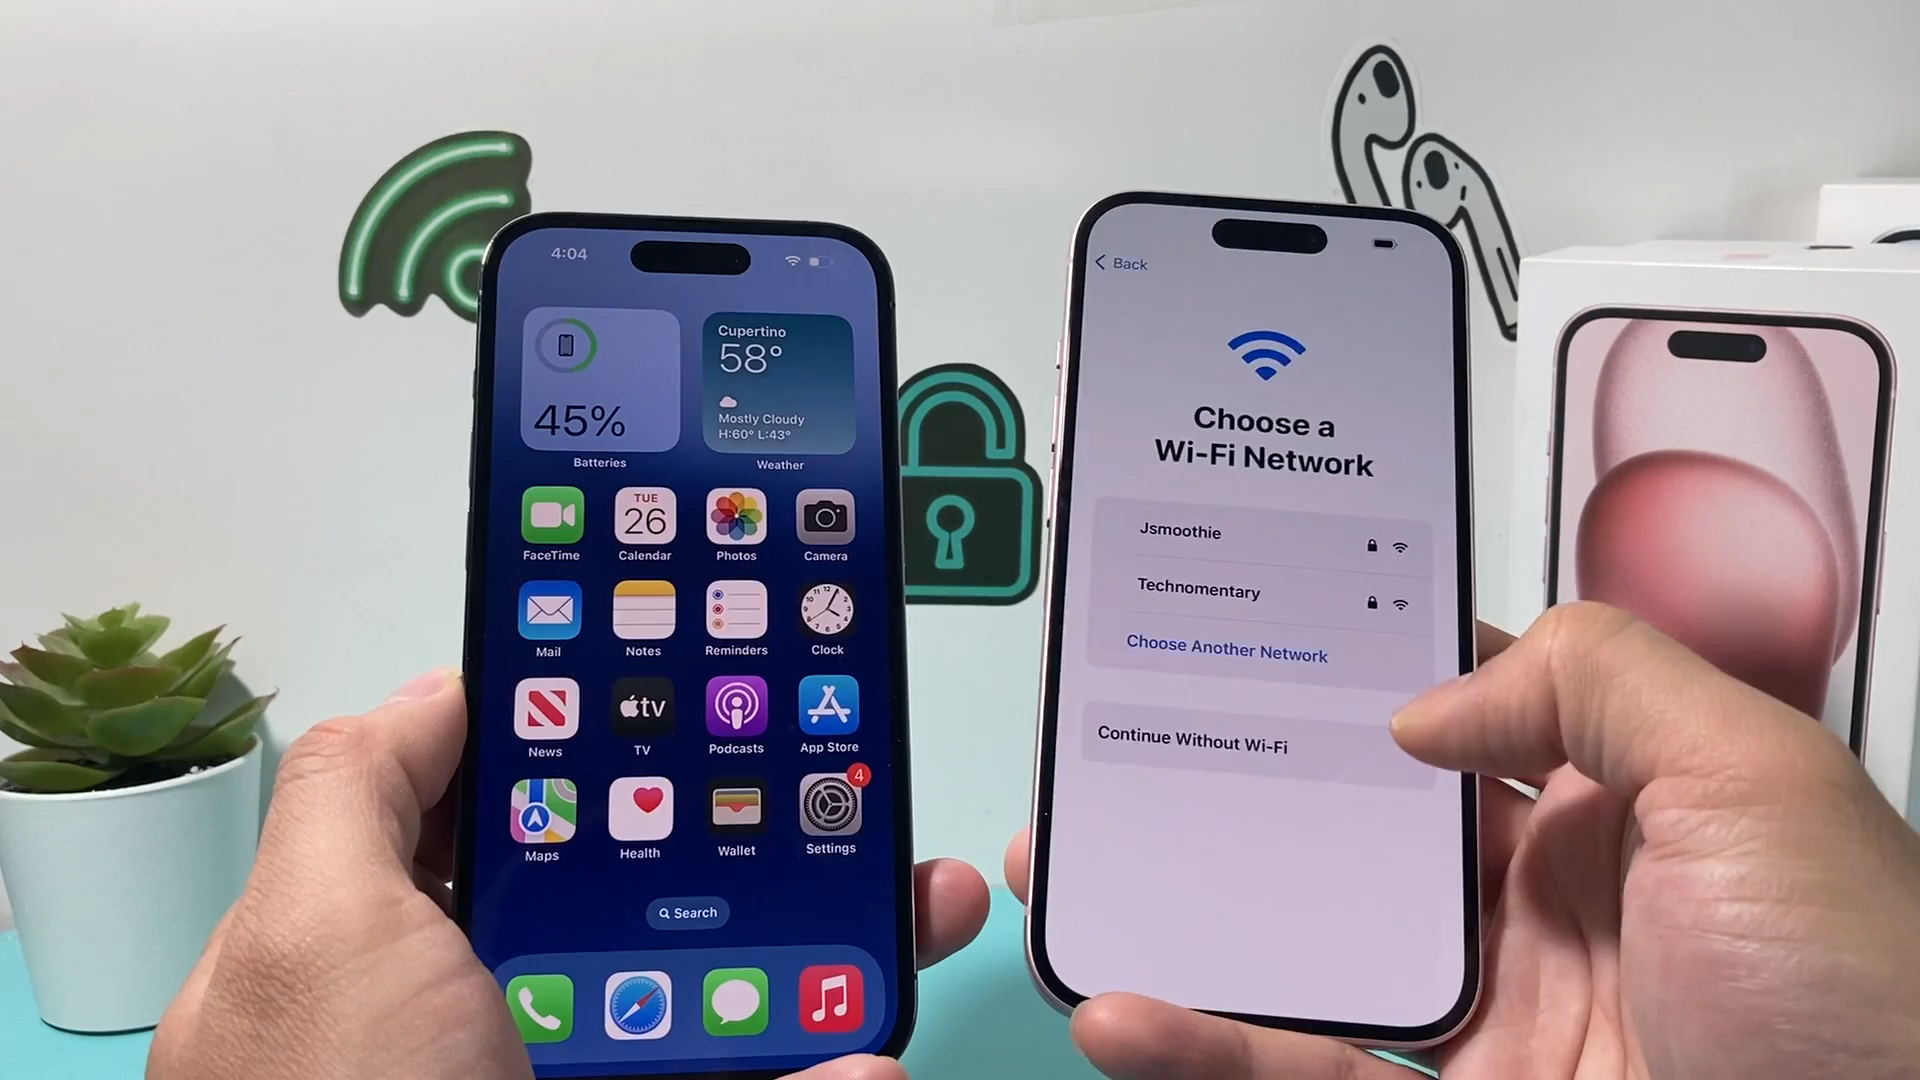 4:04
45%
Batteries
Cupertino
58°
Mostly Cloudy
H:60° L:43°
Weather
FaceTime
TUE
26
Calendar
Photos
Camera
Mail
Notes
Reminders
Clock
News
tv
TV
Podcasts
App Store
Maps
Health
Wallet
4
Settings
Search
Back
Choose a
Wi-Fi Network
Jsmoothie
Technomentary
Choose Another Network
Continue Without Wi-Fi